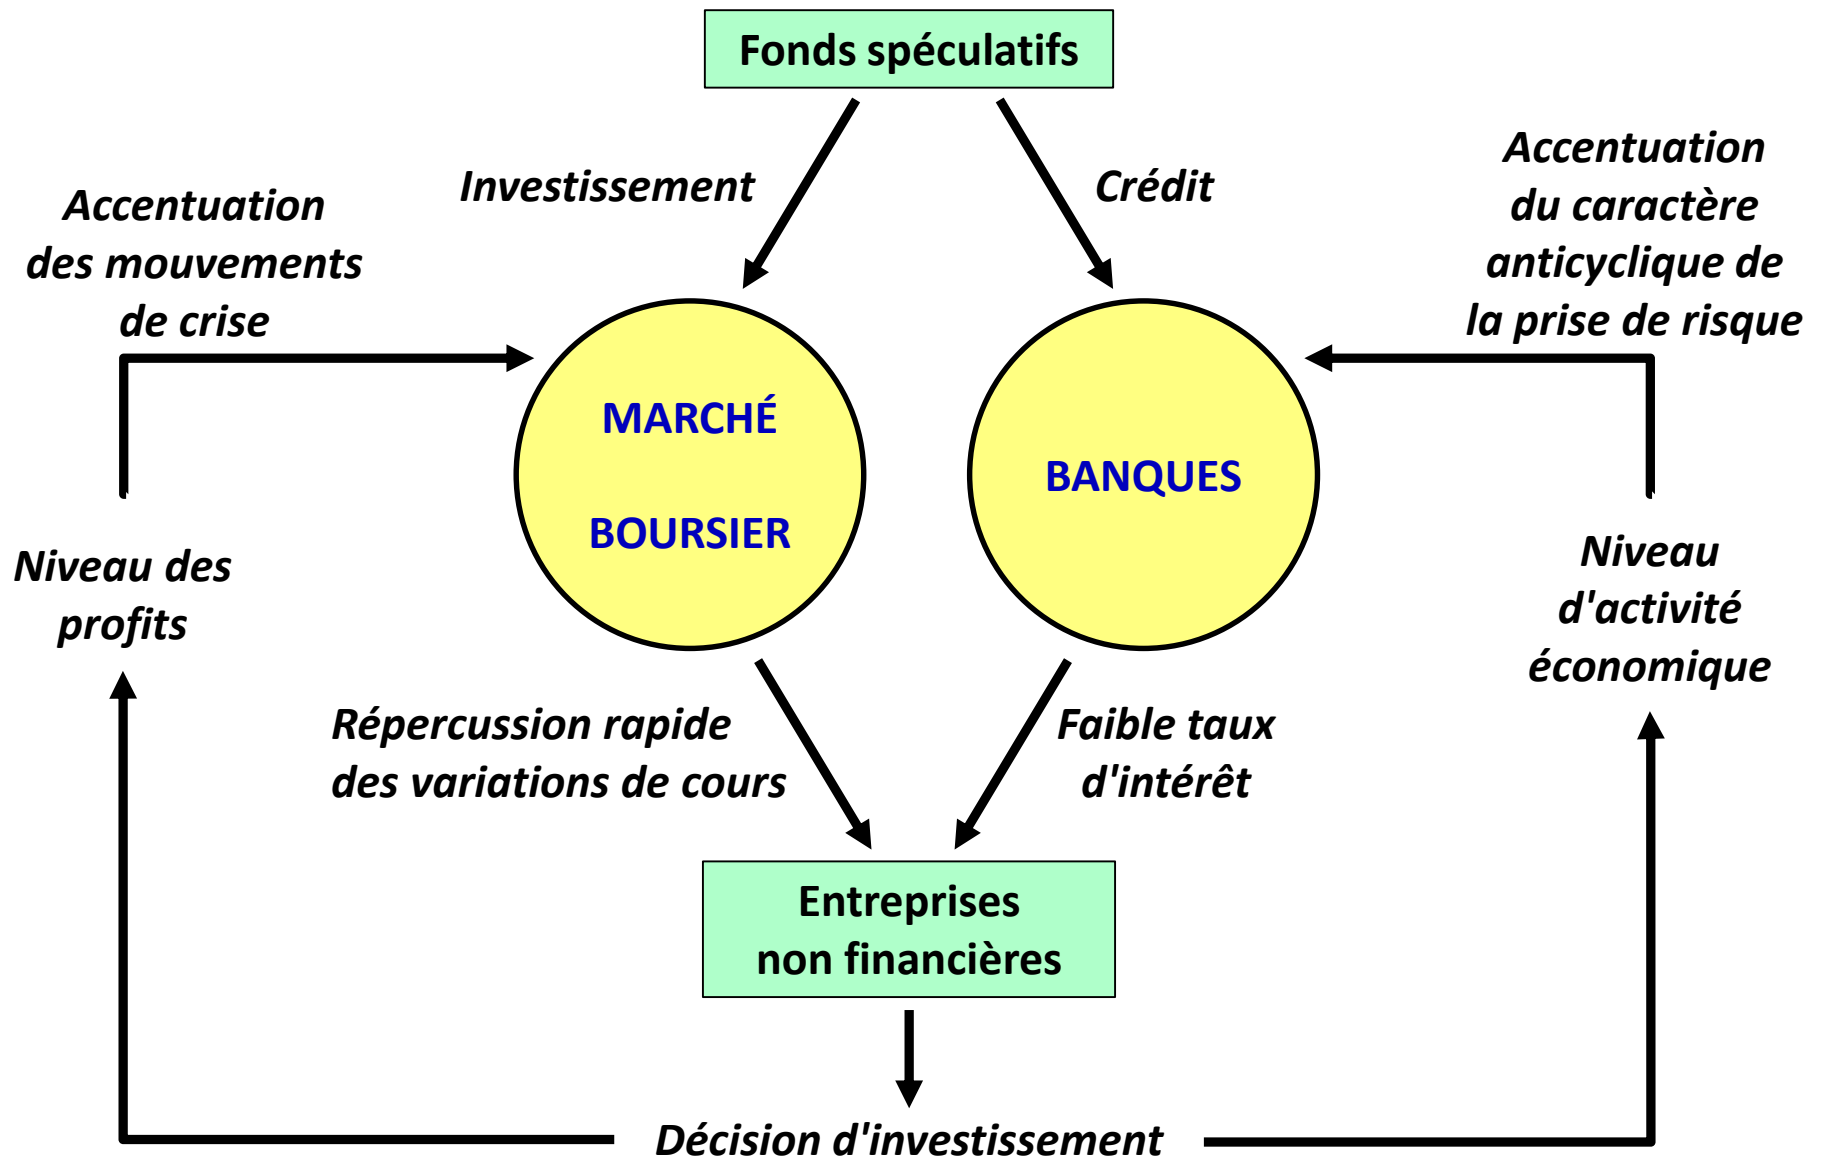 Fonds spéculatifs
Investissement
Crédit
Accentuation
des mouvements
de crise
Accentuation
du caractère
anticyclique de
la prise de risque
MARCHÉ
BOURSIER
BANQUES
Niveau des
profits
Niveau
d'activité
économique
Répercussion rapide
des variations de cours
Faible taux
d'intérêt
Entreprises
non financières
Décision d'investissement